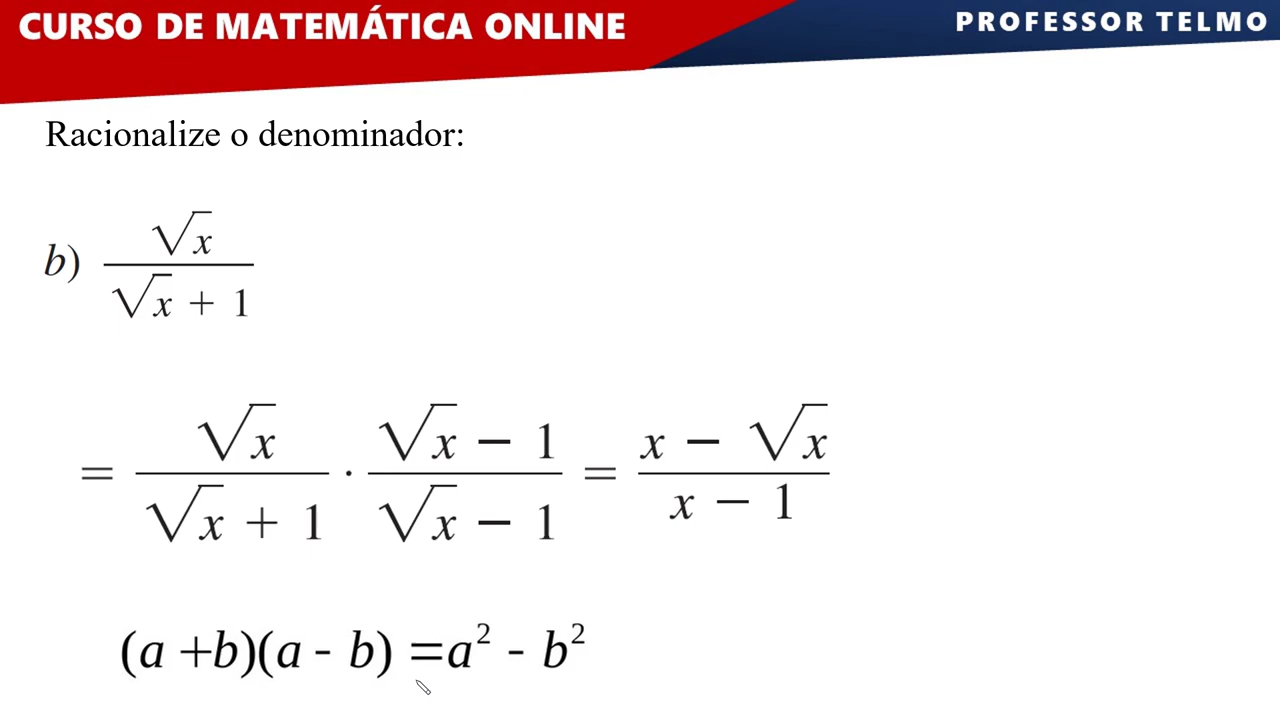 CURSO DE MATEMÁTICA ONLINE
PROFESSOR TELMO
Racionalize o denominador:
b) √x / (√x + 1)
= √x / (√x + 1) · (√x − 1) / (√x − 1) = (x − √x) / (x − 1)
(a + b)(a - b) = a² - b²